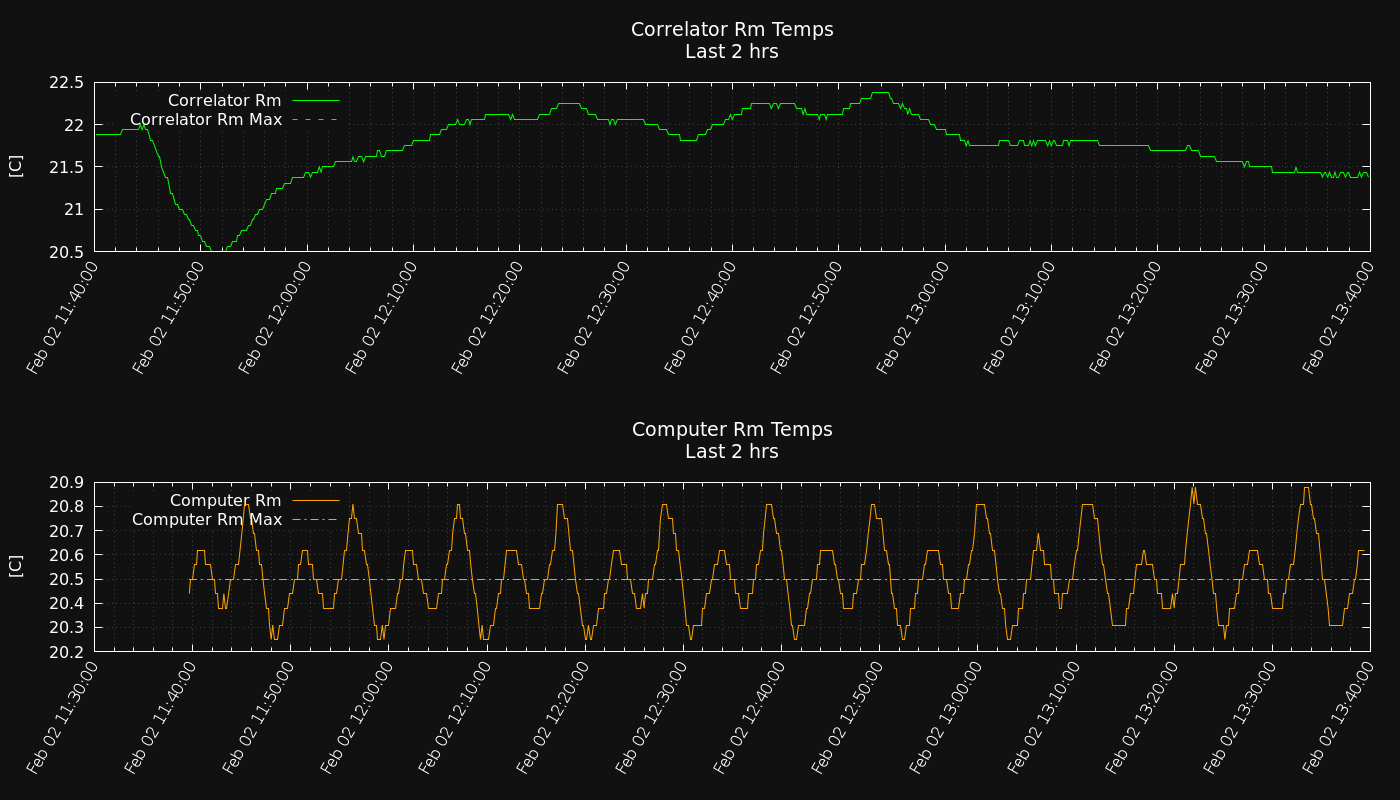 Correlator Rm Temps
Last 2 hrs
22.5
22
21.5
21
20.5
[C]
Correlator Rm
Correlator Rm Max
Feb 02 11:40:00
Feb 02 11:50:00
Feb 02 12:00:00
Feb 02 12:10:00
Feb 02 12:20:00
Feb 02 12:30:00
Feb 02 12:40:00
Feb 02 12:50:00
Feb 02 13:00:00
Feb 02 13:10:00
Feb 02 13:20:00
Feb 02 13:30:00
Feb 02 13:40:00
Computer Rm Temps
Last 2 hrs
20.9
20.8
20.7
20.6
20.5
20.4
20.3
20.2
[C]
Computer Rm
Computer Rm Max
Feb 02 11:30:00
Feb 02 11:40:00
Feb 02 11:50:00
Feb 02 12:00:00
Feb 02 12:10:00
Feb 02 12:20:00
Feb 02 12:30:00
Feb 02 12:40:00
Feb 02 12:50:00
Feb 02 13:00:00
Feb 02 13:10:00
Feb 02 13:20:00
Feb 02 13:30:00
Feb 02 13:40:00